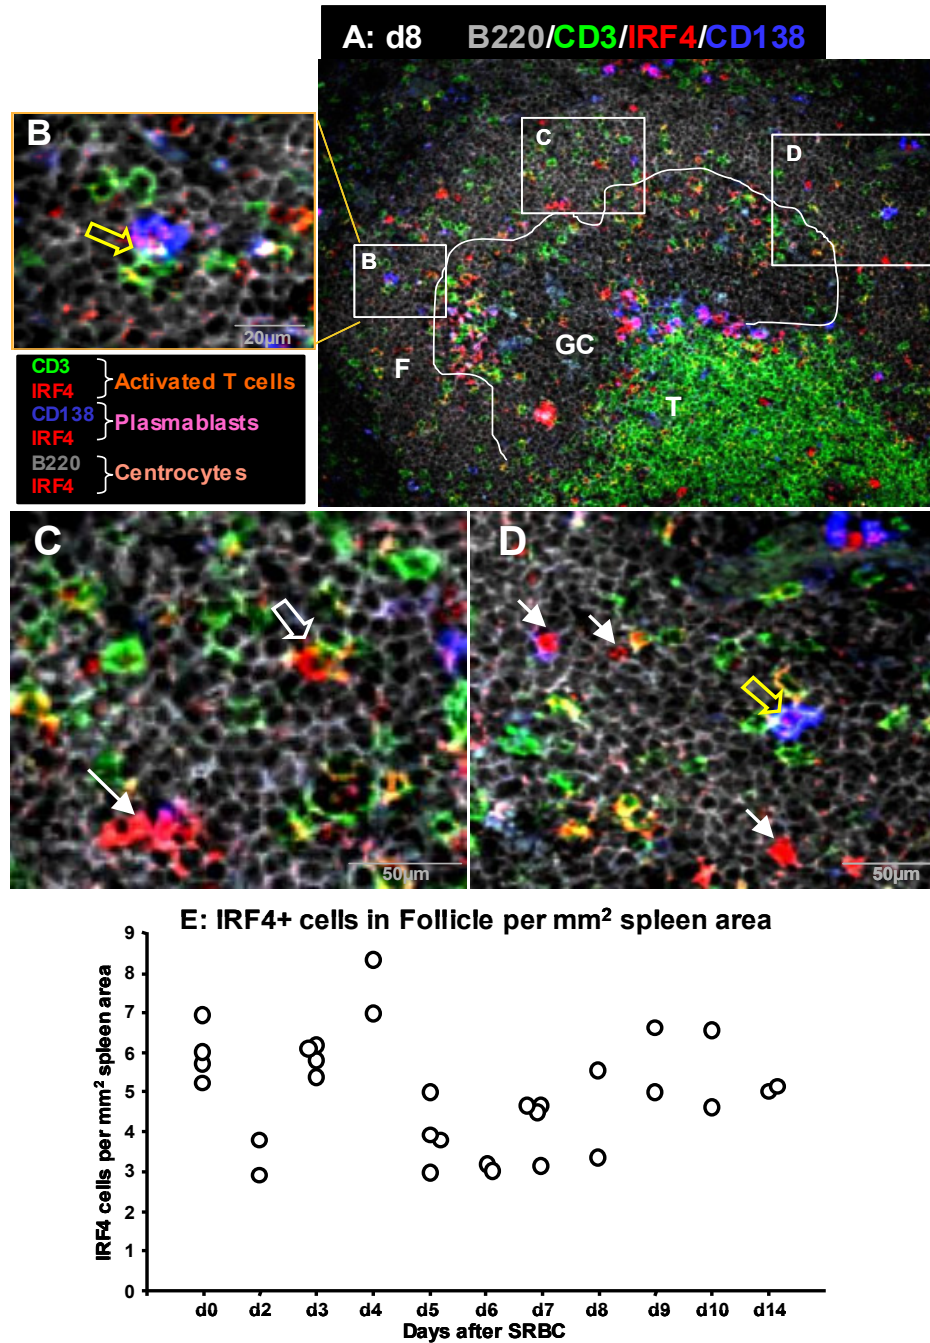 A: d8 B220/CD3/IRF4/CD138
B
20µm
CD3
IRF4
Activated T cells
CD138
IRF4
Plasmablasts
B220
IRF4
Centrocytes
C
D
B
F
GC
T
C
50µm
D
50µm
E: IRF4+ cells in Follicle per mm² spleen area
IRF4 cells per mm² spleen area
9
8
7
6
5
4
3
2
1
0
d0 d2 d3 d4 d5 d6 d7 d8 d9 d10 d14
Days after SRBC